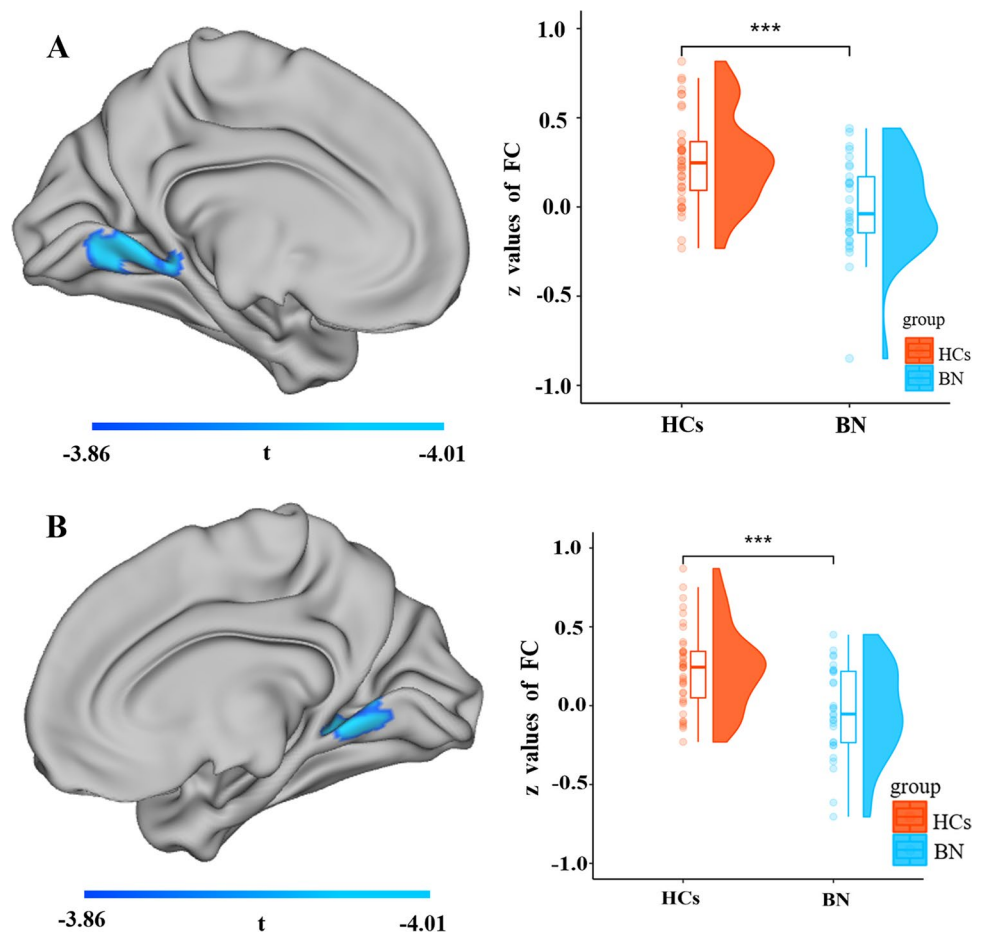 A
-3.86 t -4.01
z values of FC
1.0
0.5
0.0
-0.5
-1.0
***
HCs BN
group
HCs
BN
B
-3.86 t -4.01
z values of FC
1.0
0.5
0.0
-0.5
-1.0
***
HCs BN
group
HCs
BN